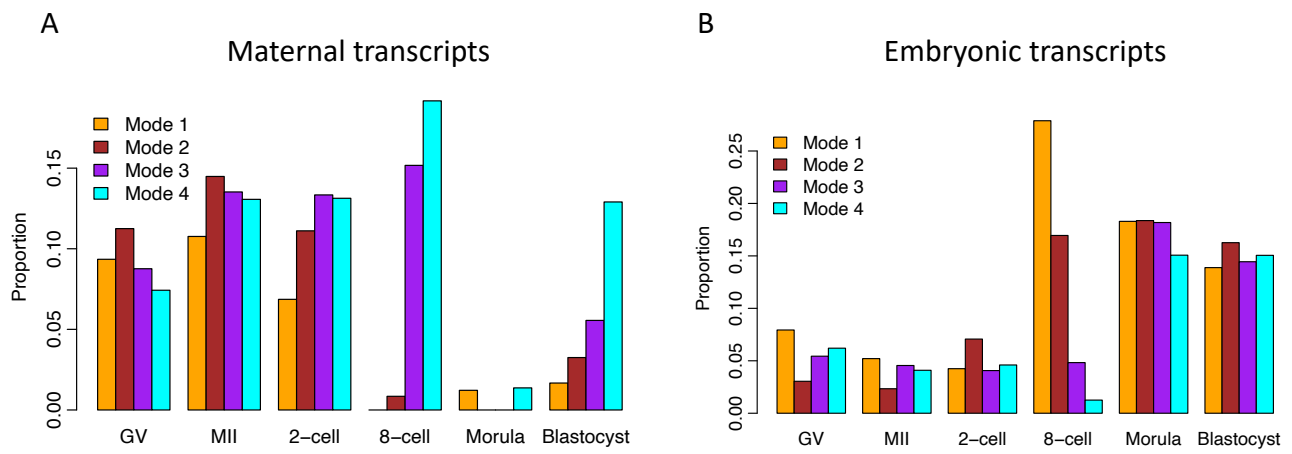 A
Maternal transcripts
Mode 1
Mode 2
Mode 3
Mode 4
Proportion
0.15
0.10
0.05
0.00
GV MII 2−cell 8−cell Morula Blastocyst
B
Embryonic transcripts
Mode 1
Mode 2
Mode 3
Mode 4
Proportion
0.25
0.20
0.15
0.10
0.05
0.00
GV MII 2−cell 8−cell Morula Blastocyst